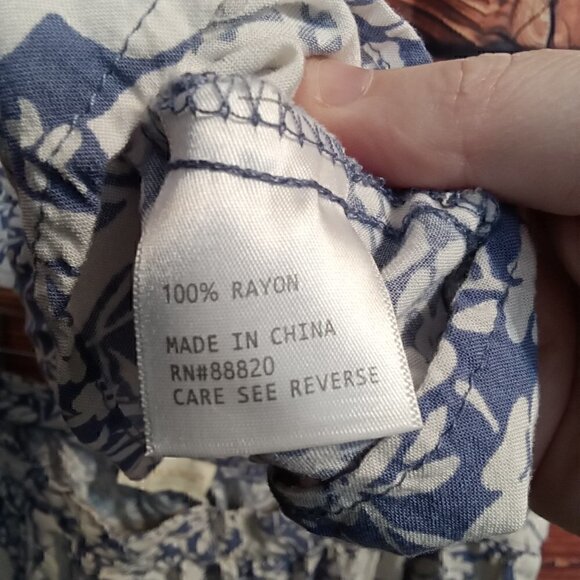 100% RAYON
MADE IN CHINA
RN#88820
CARE SEE REVERSE